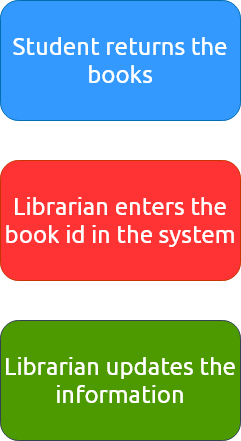 Student returns the
books
Librarian enters the
book id in the system
Librarian updates the
information